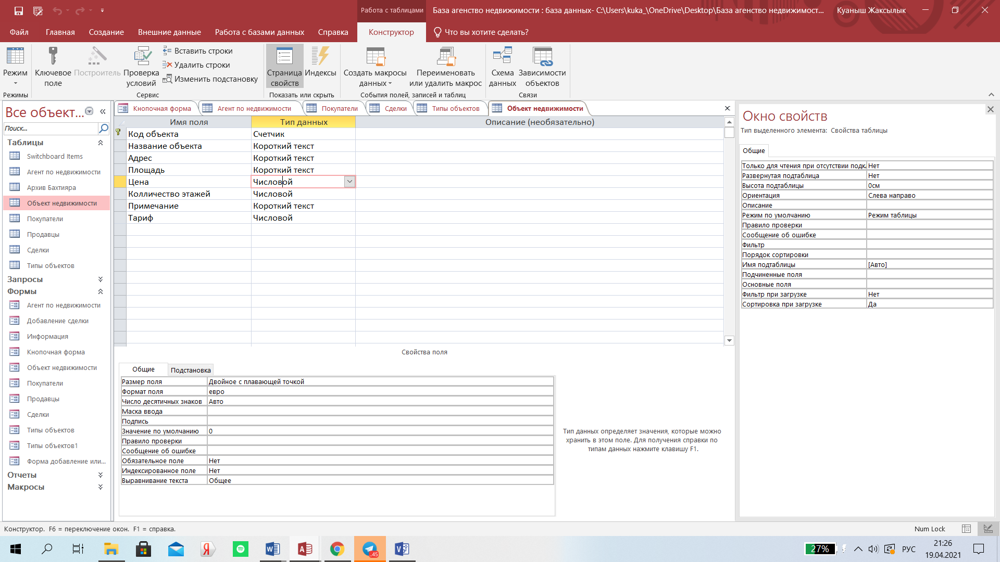 Работа с таблицами
База агенство недвижимости : база данных- C:\Users\kuka_\OneDrive\Desktop\База агенство недвижимост...
Куаныш Жаксылык
Файл
Главная
Создание
Внешние данные
Работа с базами данных
Справка
Конструктор
Что вы хотите сделать?
Режим
Ключевое поле
Построитель
Проверка условий
Вставить строки
Удалить строки
Изменить подстановку
Страница свойств
Индексы
Создать макросы данных
Переименовать или удалить макрос
Схема данных
Зависимости объектов
Режимы
Сервис
Показать или скрыть
События полей, записей и таблиц
Связи
Все объект...
Поиск...
Таблицы
Switchboard Items
Агент по недвижимости
Архив Бахтияра
Объект недвижимости
Покупатели
Продавцы
Сделки
Типы объектов
Запросы
Формы
Агент по недвижимости
Добавление сделки
Информация
Кнопочная форма
Объект недвижимости
Покупатели
Продавцы
Сделки
Типы объектов
Типы объектов1
Форма добавление или...
Отчеты
Макросы
Кнопочная форма
Агент по недвижимости
Покупатели
Сделки
Типы объектов
Объект недвижимости
Имя поля
Тип данных
Описание (необязательно)
Код объекта Счетчик
Название объекта Короткий текст
Адрес Короткий текст
Площадь Короткий текст
Цена Числовой
Колличество этажей Числовой
Примечание Короткий текст
Тариф Числовой
Свойства поля
Общие
Подстановка
Размер поля Двойное с плавающей точкой
Формат поля евро
Число десятичных знаков Авто
Маска ввода
Подпись
Значение по умолчанию 0
Правило проверки
Сообщение об ошибке
Обязательное поле Нет
Индексированное поле Нет
Выравнивание текста Общее
Тип данных определяет значения, которые можно
хранить в этом поле. Для получения справки по
типам данных нажмите клавишу F1.
Окно свойств
Тип выделенного элемента: Свойства таблицы
Общие
Только для чтения при отсутствии подк Нет
Развернутая подтаблица Нет
Высота подтаблицы 0см
Ориентация Слева направо
Описание
Режим по умолчанию Режим таблицы
Правило проверки
Сообщение об ошибке
Фильтр
Порядок сортировки
Имя подтаблицы [Авто]
Подчиненные поля
Основные поля
Фильтр при загрузке Нет
Сортировка при загрузке Да
Конструктор. F6 = переключение окон. F1 = справка.
Num Lock
45
27%
РУС
21:26
19.04.2021